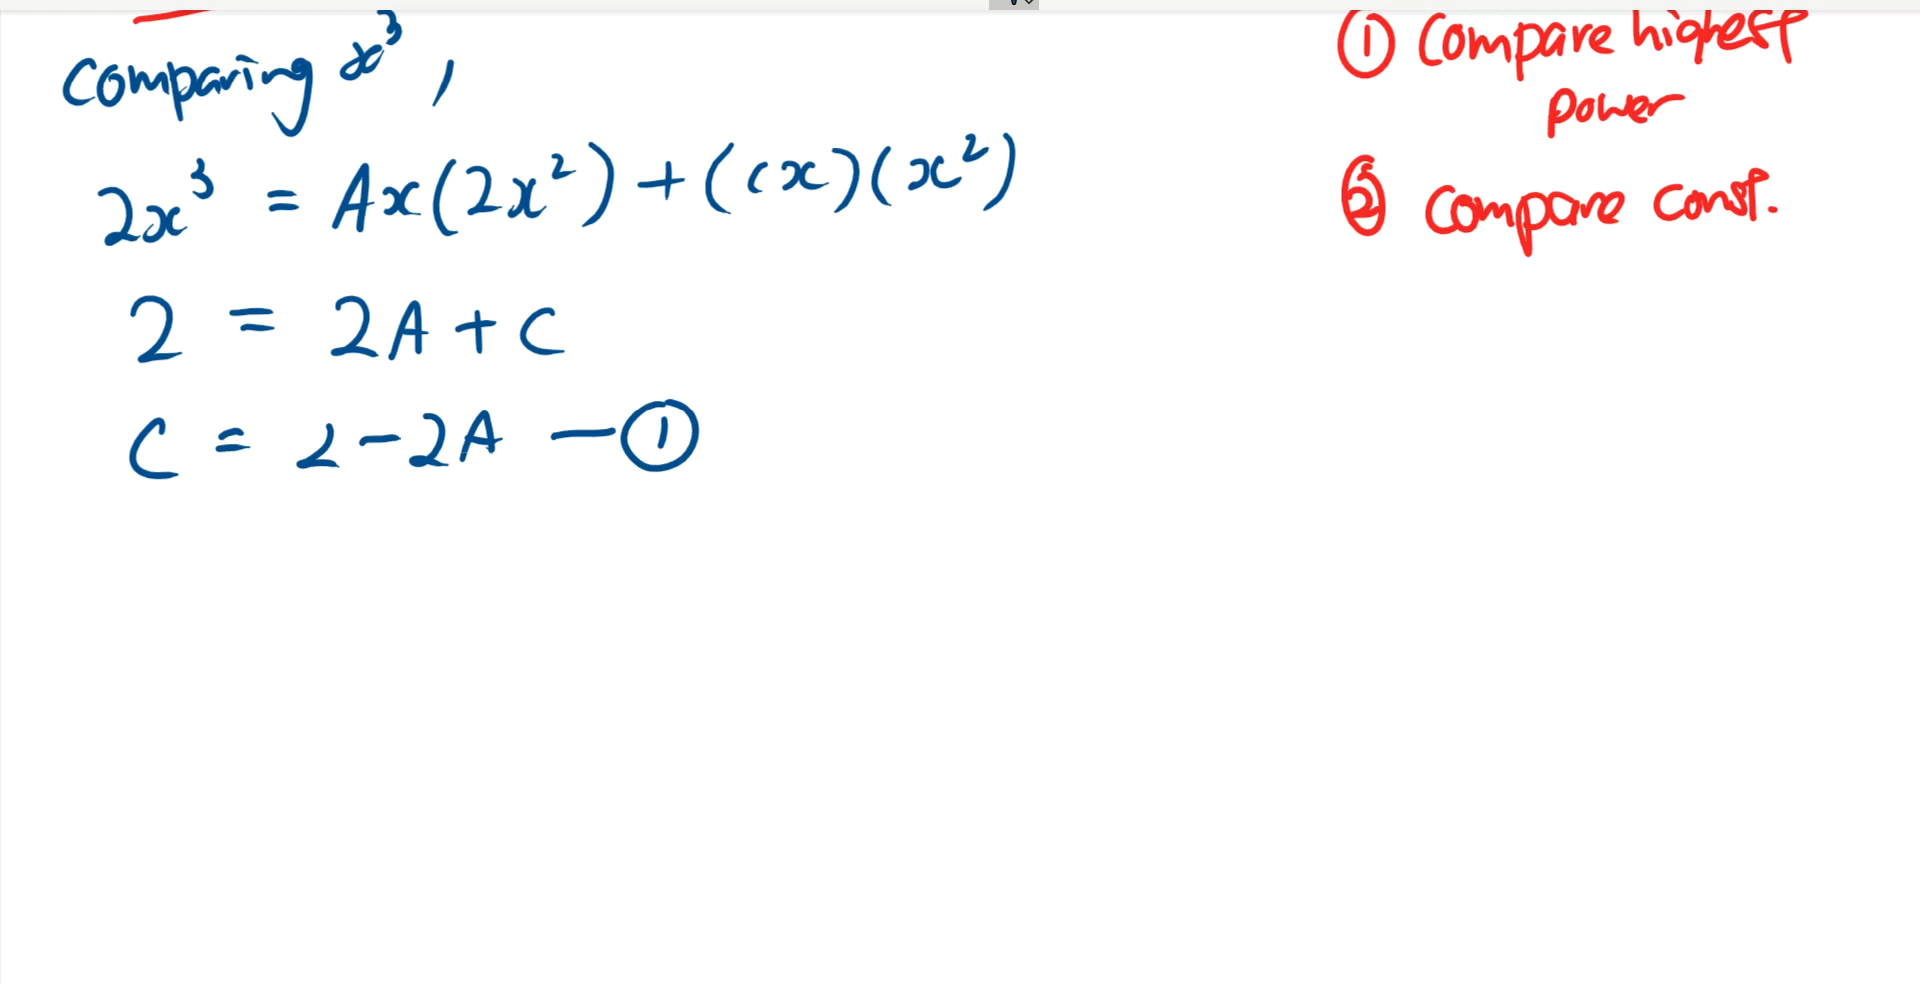 comparing x³,
2x³ = Ax(2x²) + (cx)(x²)
2 = 2A + C
C = 2 - 2A — ①
① compare highest
power
② compare const.